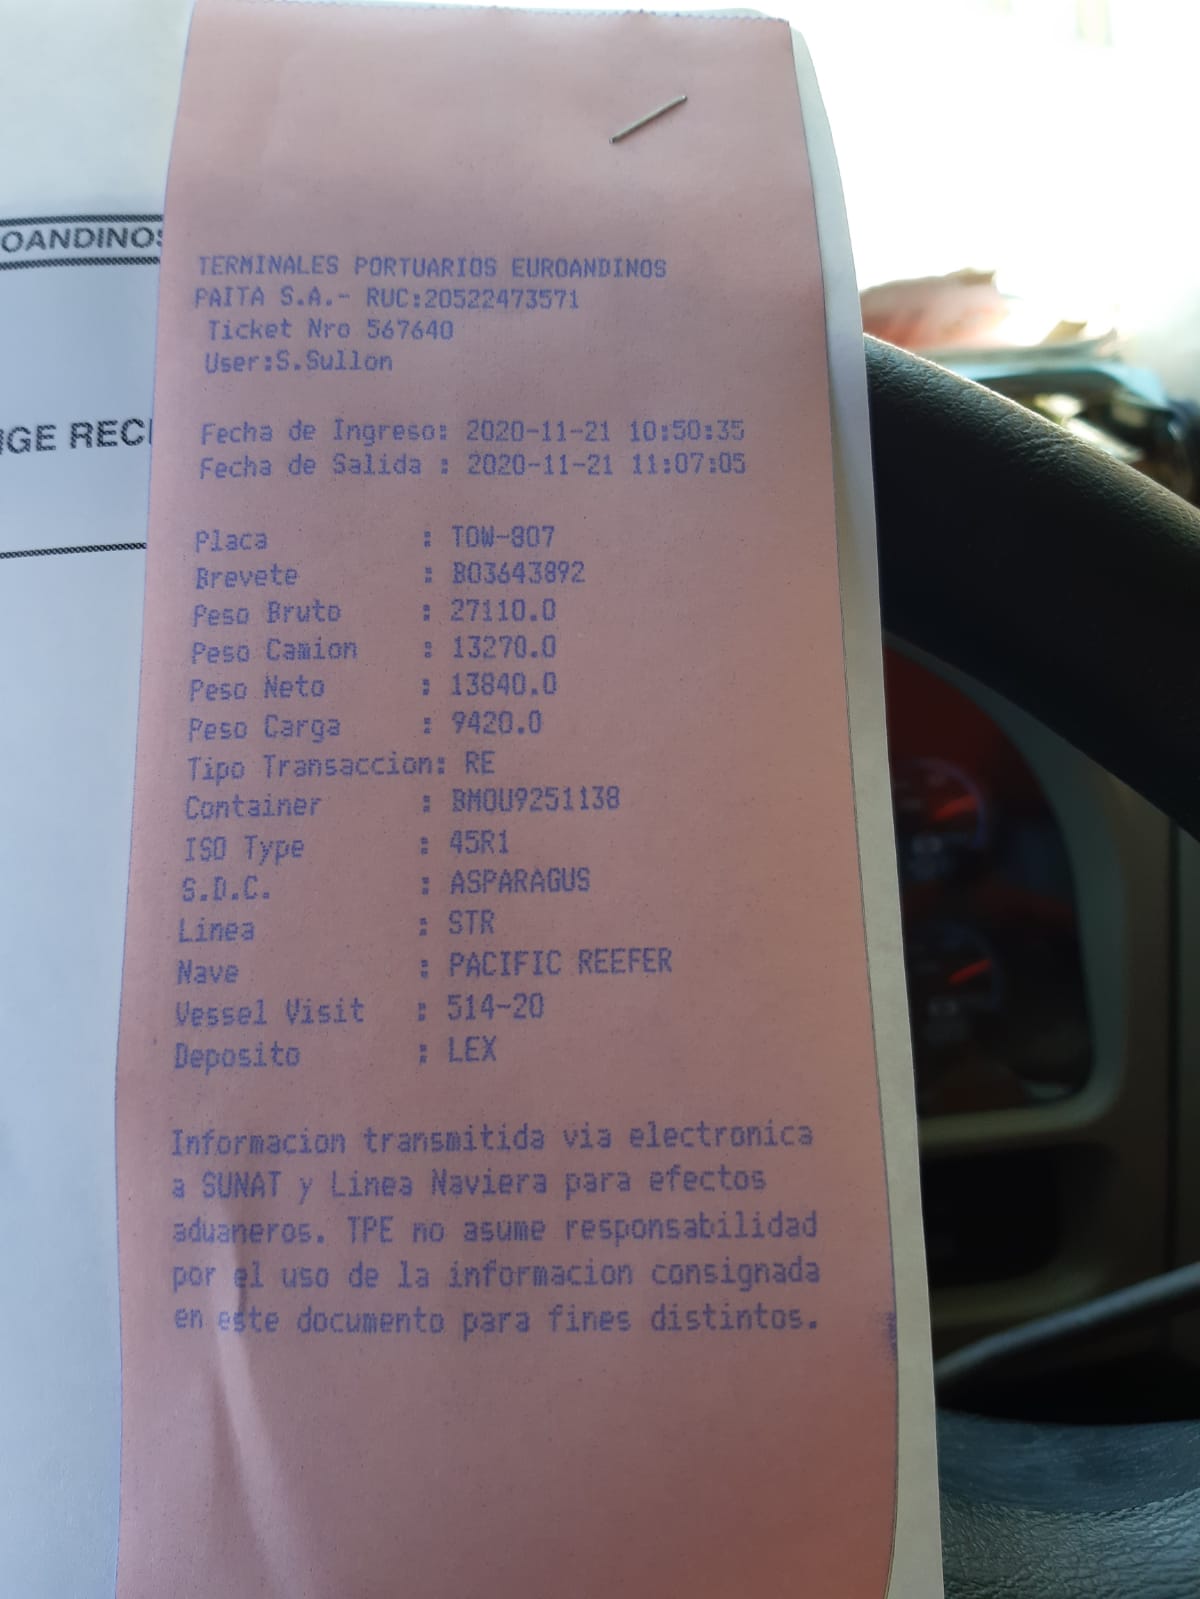 OANDINOS
GE RECI
TERMINALES PORTUARIOS EUROANDINOS
PAITA S.A.- RUC:20522473571
Ticket Nro 567640
User:S.Sullon
Fecha de Ingreso: 2020-11-21 10:50:35
Fecha de Salida : 2020-11-21 11:07:05
Placa : TOW-807
Brevete : B03643892
Peso Bruto : 27110.0
Peso Camion : 13270.0
Peso Neto : 13840.0
Peso Carga : 9420.0
Tipo Transaccion: RE
Container : BMOU9251138
ISO Type : 45R1
S.D.C. : ASPARAGUS
Linea : STR
Nave : PACIFIC REEFER
Vessel Visit : 514-20
Deposito : LEX
Informacion transmitida via electronica
a SUNAT y Linea Naviera para efectos
aduaneros. TPE no asume responsabilidad
por el uso de la informacion consignada
en este documento para fines distintos.